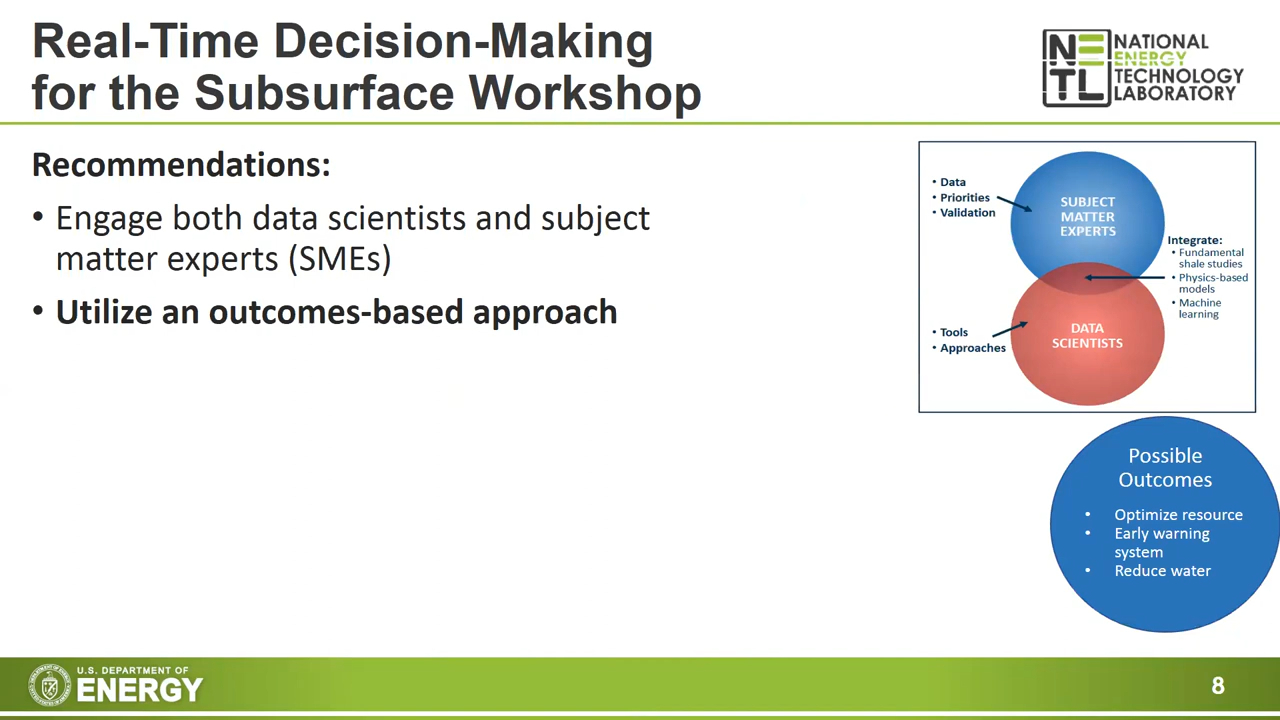 Real-Time Decision-Making
for the Subsurface Workshop
NATIONAL
ENERGY
TECHNOLOGY
LABORATORY
NETL
Recommendations:
• Engage both data scientists and subject
matter experts (SMEs)
• Utilize an outcomes-based approach
• Data
• Priorities
• Validation
SUBJECT
MATTER
EXPERTS
Integrate:
• Fundamental
shale studies
• Physics-based
models
• Machine
learning
• Tools
• Approaches
DATA
SCIENTISTS
Possible
Outcomes
• Optimize resource
• Early warning
system
• Reduce water
U.S. DEPARTMENT OF
ENERGY
8